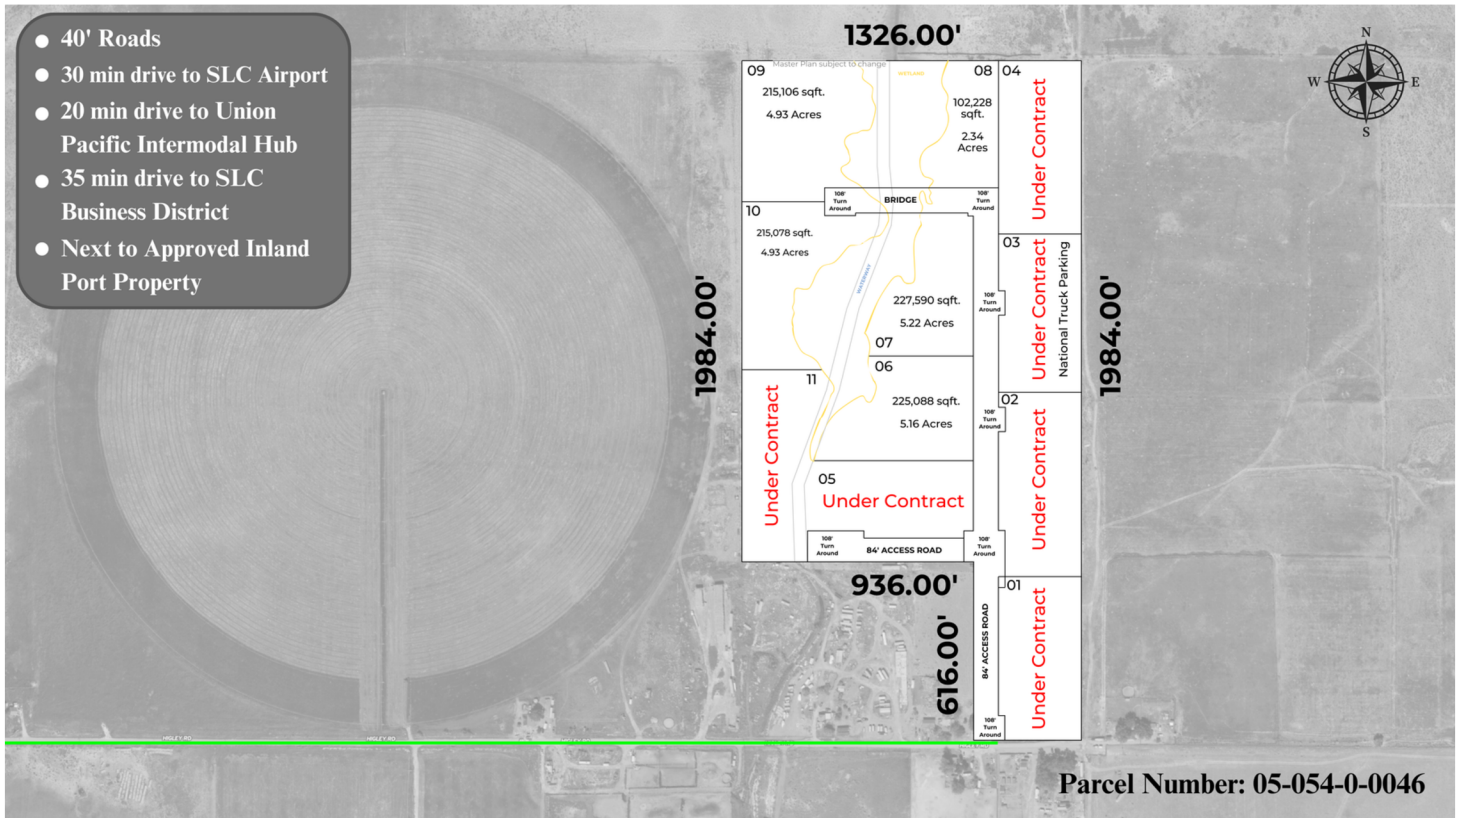 40' Roads
30 min drive to SLC Airport
20 min drive to Union
Pacific Intermodal Hub
35 min drive to SLC
Business District
Next to Approved Inland
Port Property
1326.00'
Master Plan subject to change
N
W
E
S
09
215,106 sqft.
4.93 Acres
WETLAND
08
102,228
sqft.
2.34
Acres
04
Under Contract
108'
Turn
Around
BRIDGE
108'
Turn
Around
10
215,078 sqft.
4.93 Acres
WATERWAY
03
Under Contract
National Truck Parking
1984.00'
1984.00'
227,590 sqft.
5.22 Acres
07
108'
Turn
Around
06
225,088 sqft.
5.16 Acres
11
Under Contract
02
Under Contract
108'
Turn
Around
05
Under Contract
108'
Turn
Around
84' ACCESS ROAD
108'
Turn
Around
936.00'
616.00'
84' ACCESS ROAD
01
Under Contract
108'
Turn
Around
HIGLEY RD
HIGLEY RD
Parcel Number: 05-054-0-0046